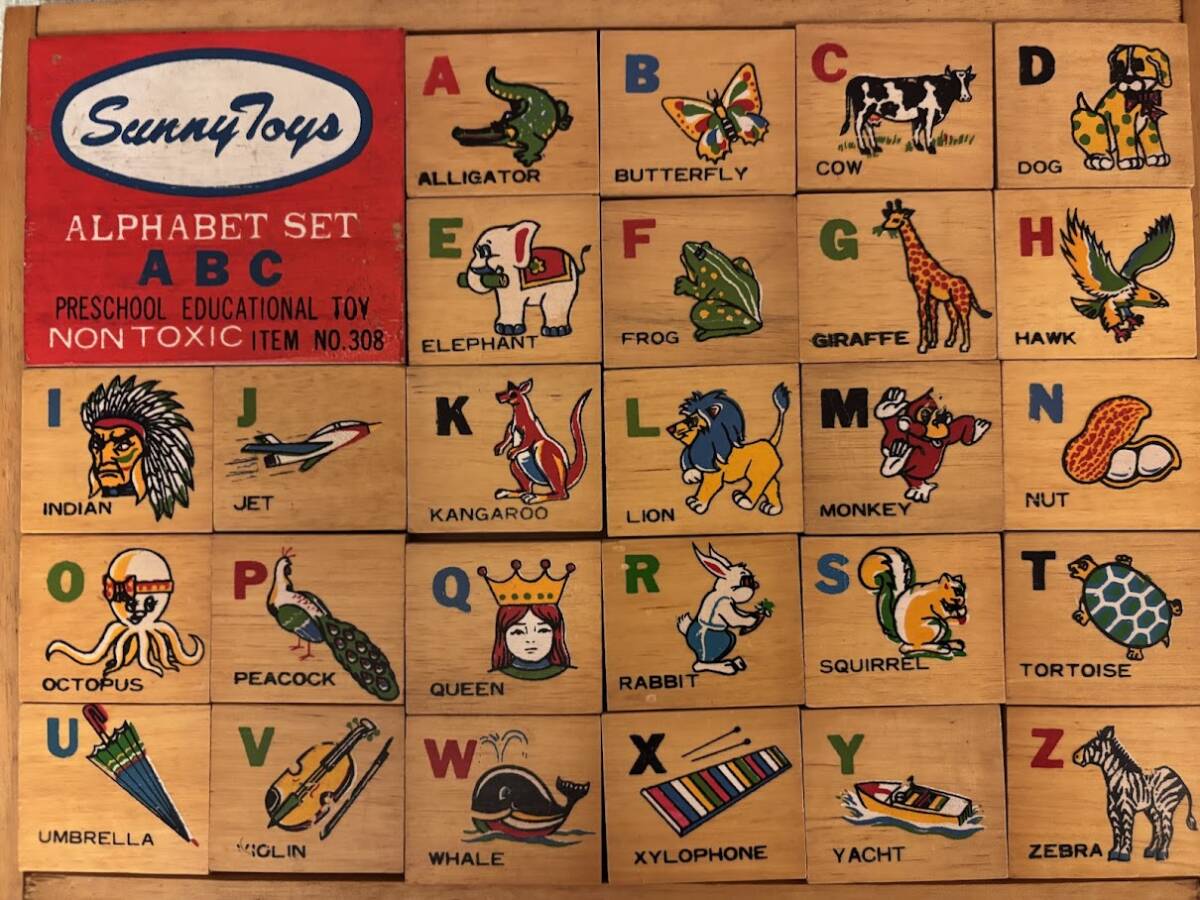 Sunny Toys
ALPHABET SET
A B C
PRESCHOOL EDUCATIONAL TOY
NON TOXIC ITEM NO.308
A
ALLIGATOR
B
BUTTERFLY
C
COW
D
DOG
E
ELEPHANT
F
FROG
G
GIRAFFE
H
HAWK
I
INDIAN
J
JET
K
KANGAROO
L
LION
M
MONKEY
N
NUT
O
OCTOPUS
P
PEACOCK
Q
QUEEN
R
RABBIT
S
SQUIRREL
T
TORTOISE
U
UMBRELLA
V
VIOLIN
W
WHALE
X
XYLOPHONE
Y
YACHT
Z
ZEBRA